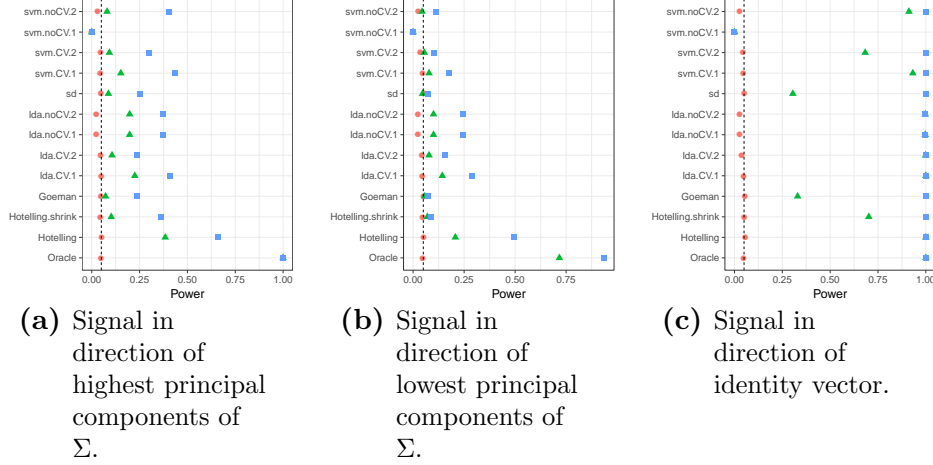 svm.noCV.2
svm.noCV.1
svm.CV.2
svm.CV.1
sd
lda.noCV.2
lda.noCV.1
lda.CV.2
lda.CV.1
Goeman
Hotelling.shrink
Hotelling
Oracle
0.00 0.25 0.50 0.75 1.00
Power
(a) Signal in
direction of
highest principal
components of
Σ.
svm.noCV.2
svm.noCV.1
svm.CV.2
svm.CV.1
sd
lda.noCV.2
lda.noCV.1
lda.CV.2
lda.CV.1
Goeman
Hotelling.shrink
Hotelling
Oracle
0.00 0.25 0.50 0.75
Power
(b) Signal in
direction of
lowest principal
components of
Σ.
svm.noCV.2
svm.noCV.1
svm.CV.2
svm.CV.1
sd
lda.noCV.2
lda.noCV.1
lda.CV.2
lda.CV.1
Goeman
Hotelling.shrink
Hotelling
Oracle
0.00 0.25 0.50 0.75 1.00
Power
(c) Signal in
direction of
identity vector.